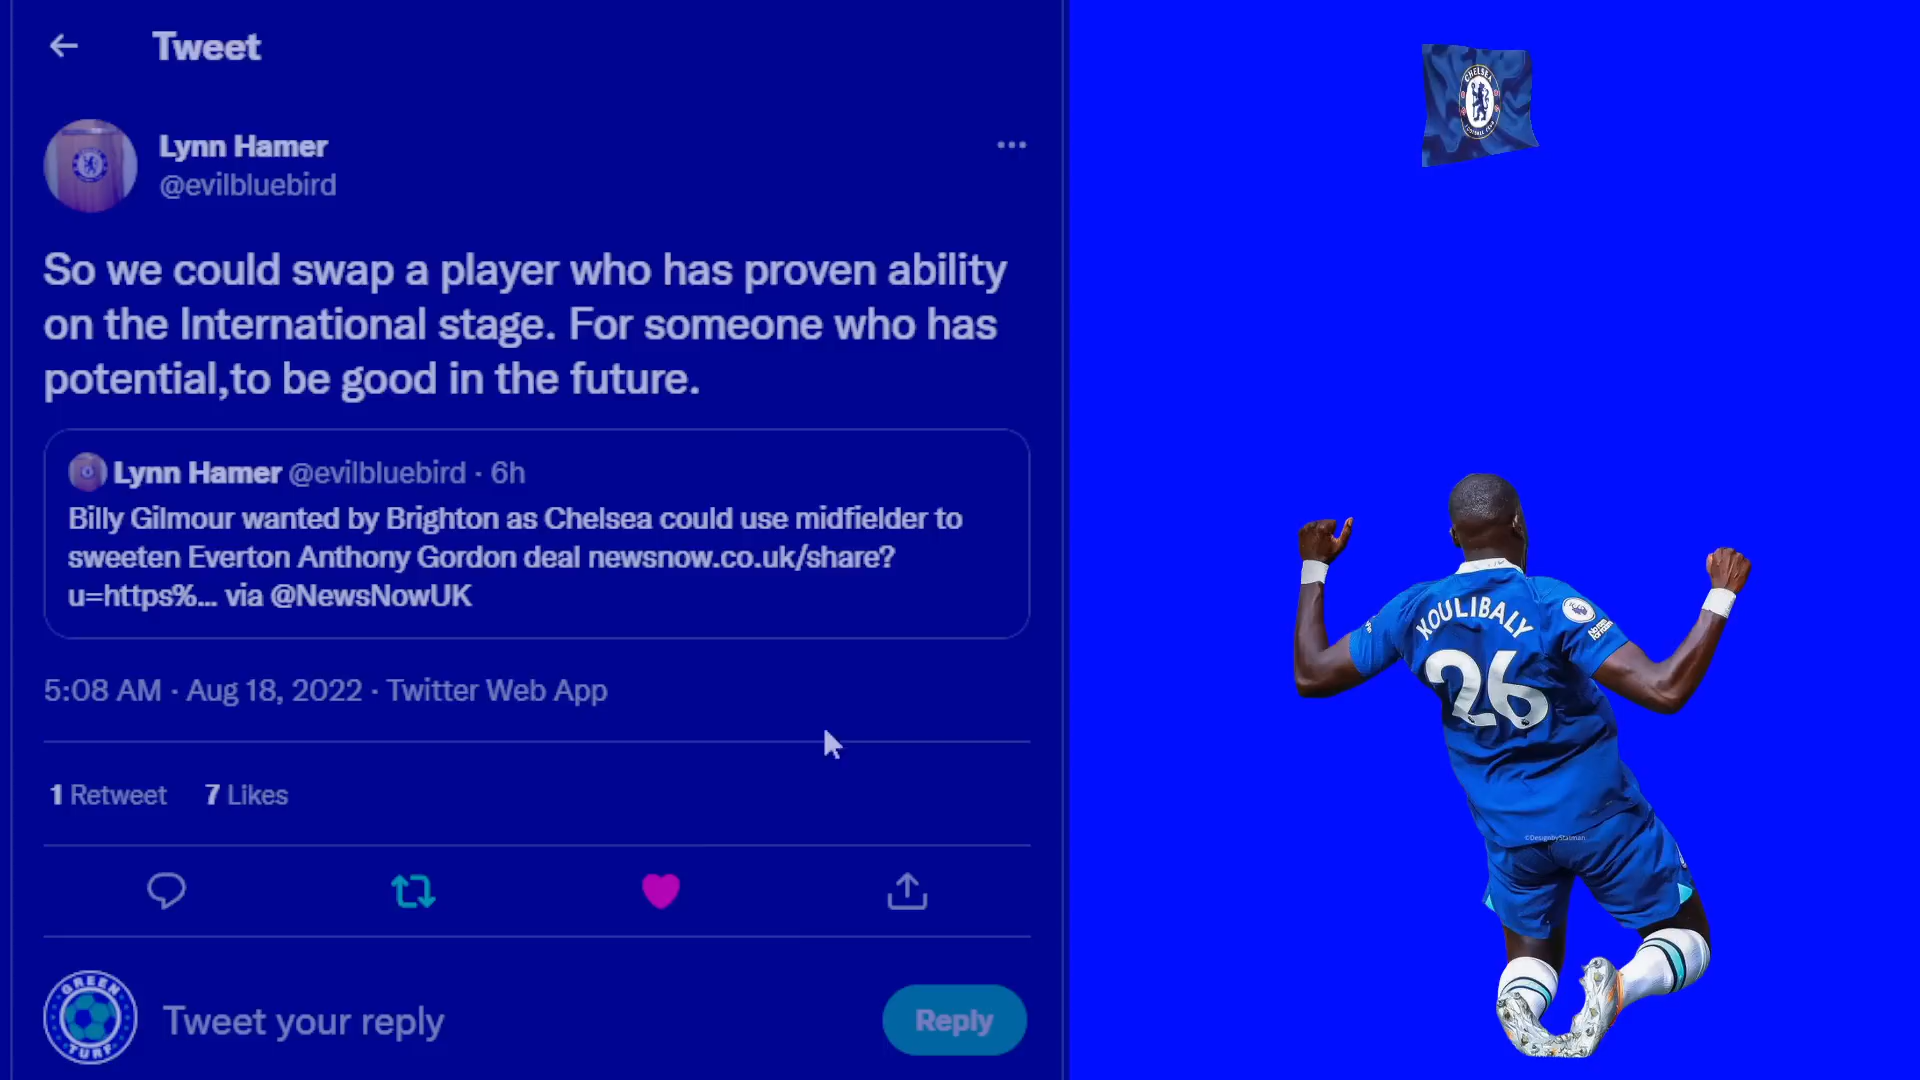 Tweet
Lynn Hamer
@evilbluebird
So we could swap a player who has proven ability
on the International stage. For someone who has
potential,to be good in the future.
Lynn Hamer @evilbluebird · 6h
Billy Gilmour wanted by Brighton as Chelsea could use midfielder to
sweeten Everton Anthony Gordon deal newsnow.co.uk/share?
u=https%... via @NewsNowUK
5:08 AM · Aug 18, 2022 · Twitter Web App
1 Retweet 7 Likes
GREEN
TURF
Tweet your reply
Reply
CHELSEA
FOOTBALL CLUB
KOULIBALY
26
©DesignbyStatman